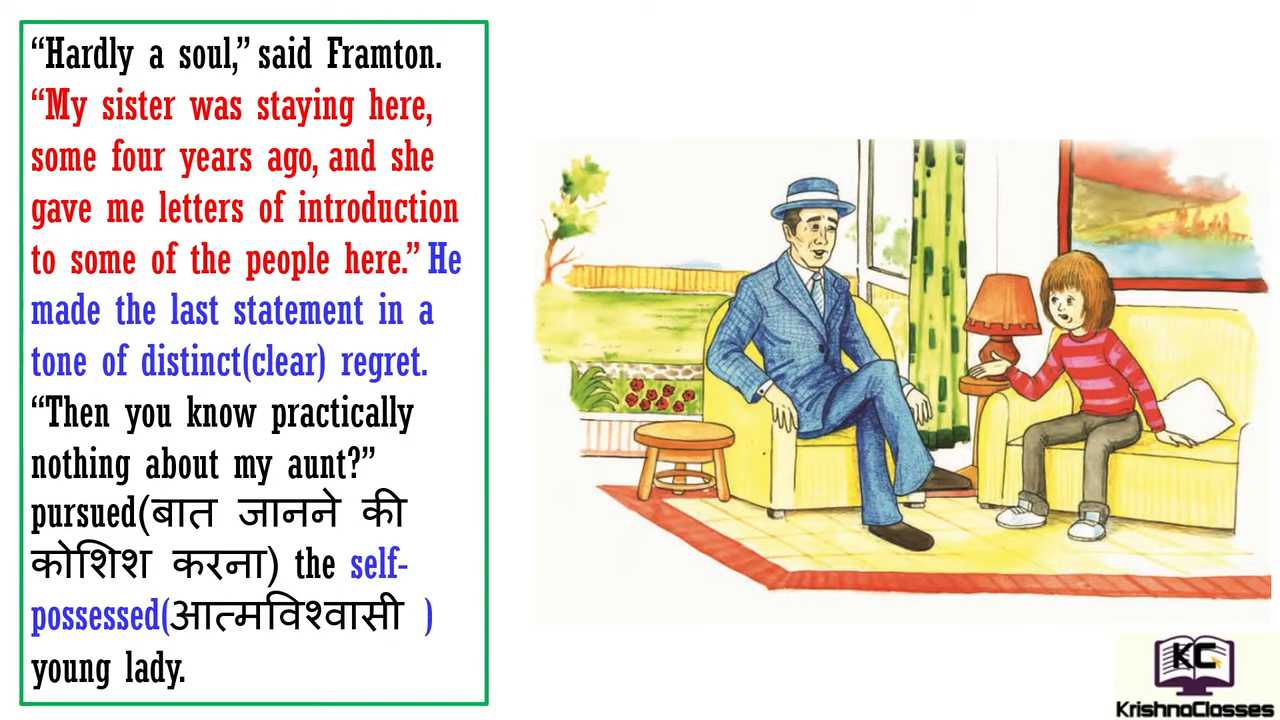 “Hardly a soul,” said Framton.
“My sister was staying here,
some four years ago, and she
gave me letters of introduction
to some of the people here.” He
made the last statement in a
tone of distinct(clear) regret.
“Then you know practically
nothing about my aunt?”
pursued(बात जानने की
कोशिश करना) the self-
possessed(आत्मविश्वासी )
young lady.
KC
KrishnaClasses